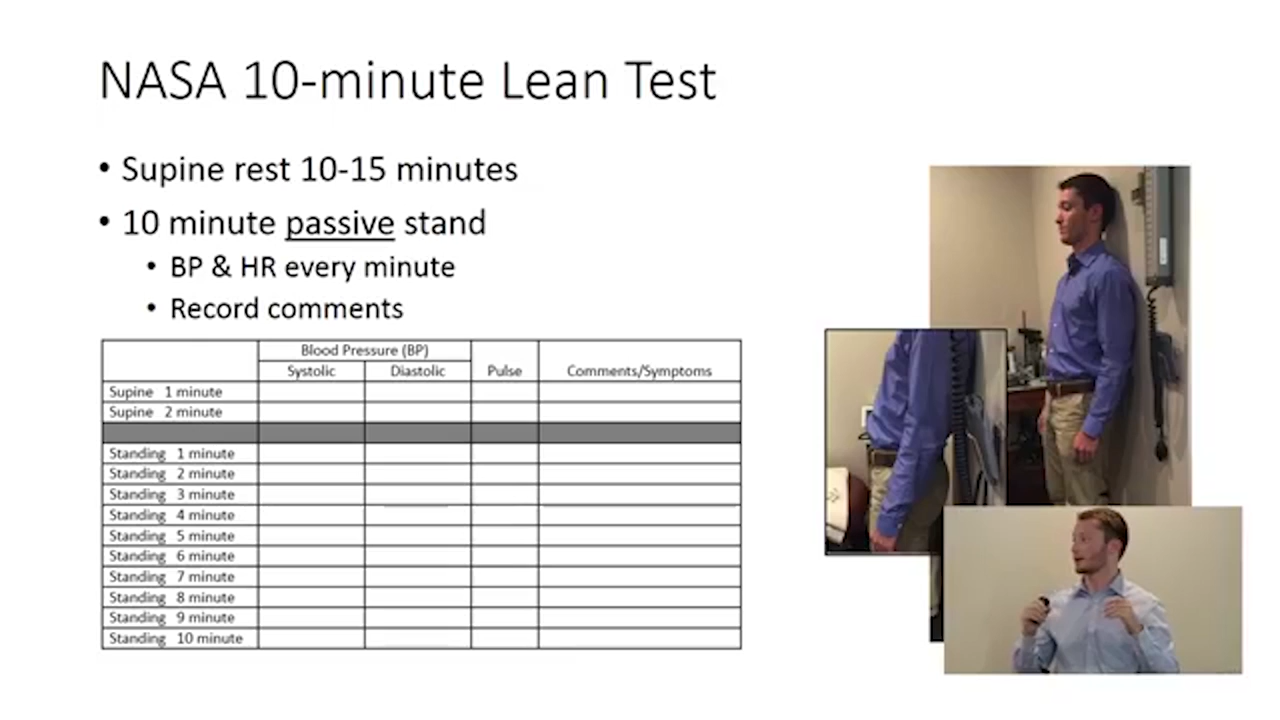 NASA 10-minute Lean Test
• Supine rest 10-15 minutes
• 10 minute passive stand
• BP & HR every minute
• Record comments
Blood Pressure (BP)
Systolic Diastolic Pulse Comments/Symptoms
Supine 1 minute
Supine 2 minute
Standing 1 minute
Standing 2 minute
Standing 3 minute
Standing 4 minute
Standing 5 minute
Standing 6 minute
Standing 7 minute
Standing 8 minute
Standing 9 minute
Standing 10 minute